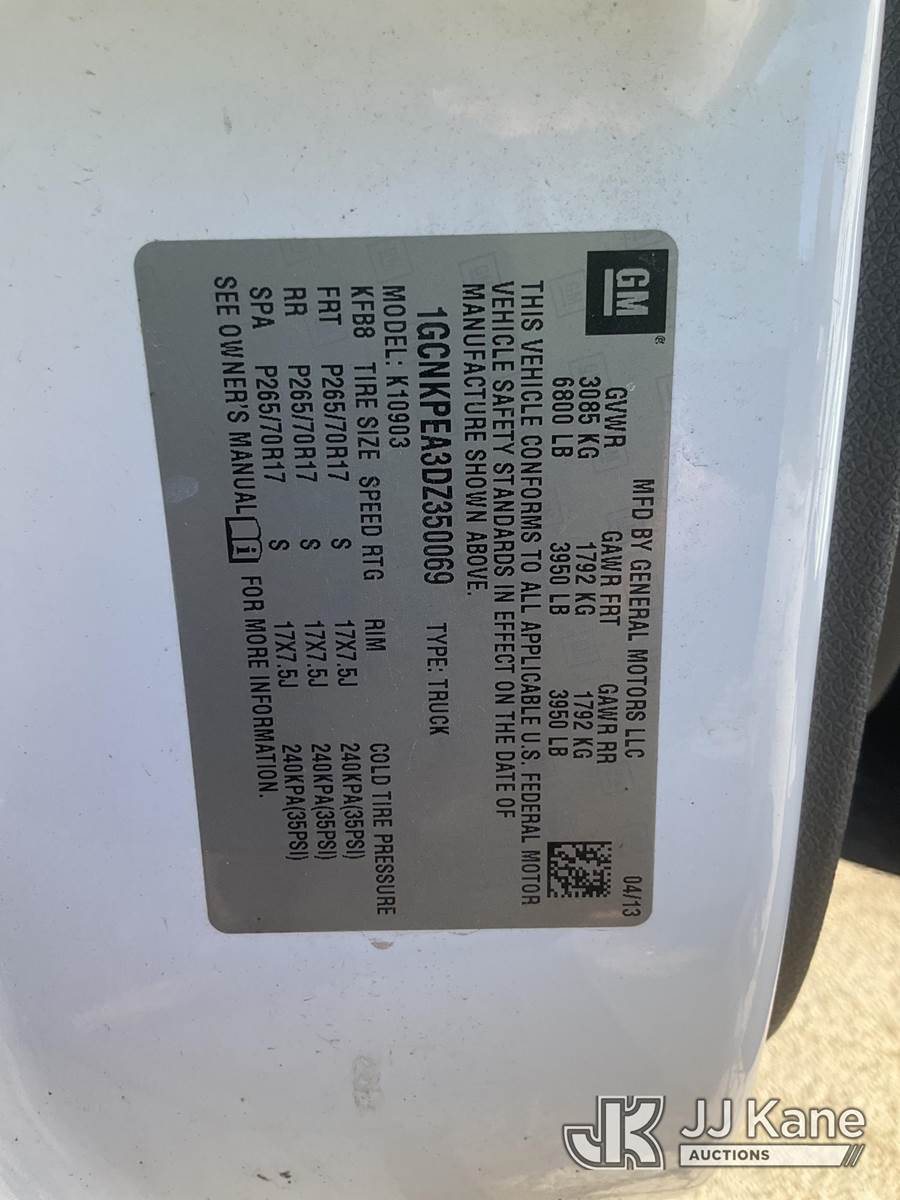 GM®
MFD BY GENERAL MOTORS LLC 04/13
GVWR GAWR FRT GAWR RR
3085 KG 1792 KG 1792 KG
6800 LB 3950 LB 3950 LB
THIS VEHICLE CONFORMS TO ALL APPLICABLE U.S. FEDERAL MOTOR
VEHICLE SAFETY STANDARDS IN EFFECT ON THE DATE OF
MANUFACTURE SHOWN ABOVE.
1GCNKPEA3DZ350069 TYPE: TRUCK
MODEL: K10903
KFB8 TIRE SIZE SPEED RTG RIM COLD TIRE PRESSURE
FRT P265/70R17 S 17X7.5J 240KPA(35PSI)
RR P265/70R17 S 17X7.5J 240KPA(35PSI)
SPA P265/70R17 S 17X7.5J 240KPA(35PSI)
SEE OWNER'S MANUAL i FOR MORE INFORMATION.
JK JJ Kane
AUCTIONS